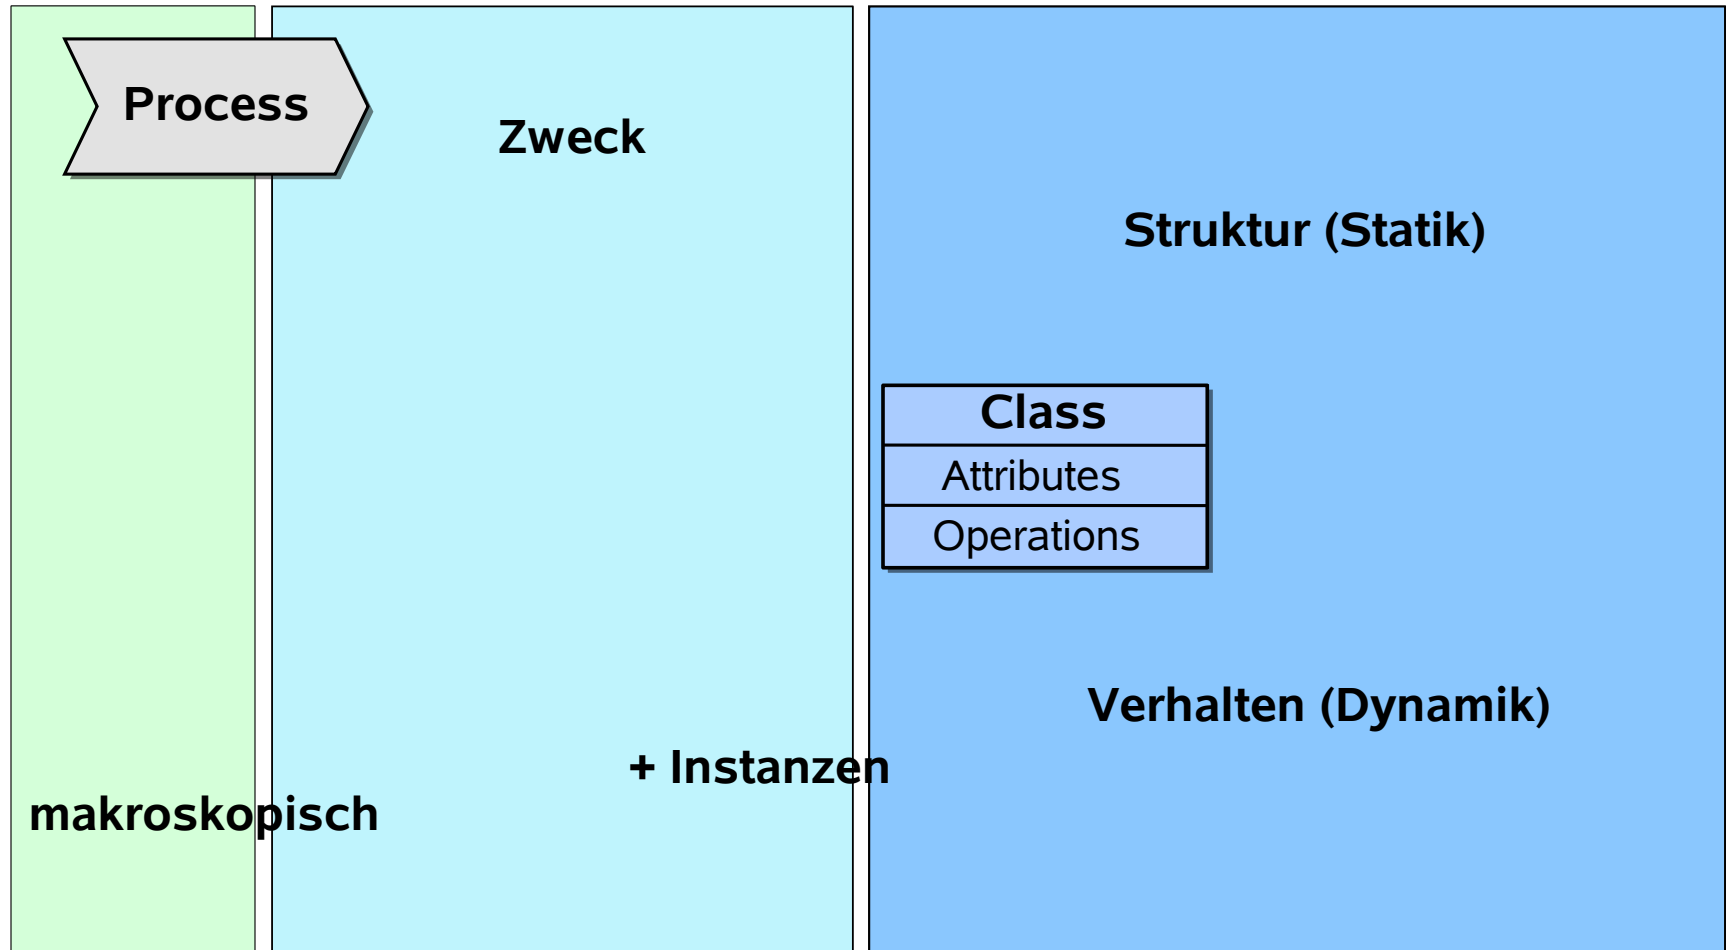 Process
Zweck
Struktur (Statik)
Class
Attributes
Operations
Verhalten (Dynamik)
+ Instanzen
makroskopisch